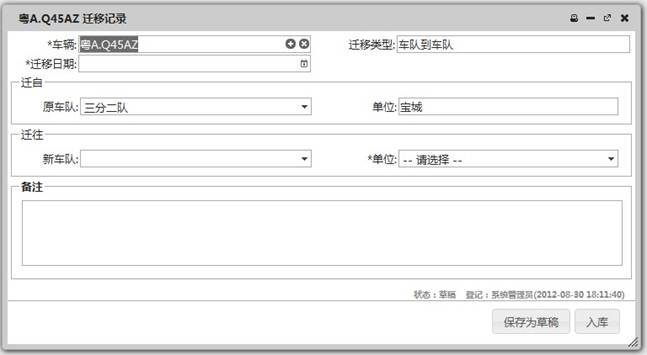 粤A.Q45AZ 迁移记录
*车辆: 粤A.Q45AZ 迁移类型: 车队到车队
*迁移日期:
迁自
原车队: 三分二队 单位: 宝城
迁往
新车队: *单位: -- 请选择 --
备注
状态：草稿 登记：系统管理员(2012-08-30 18:11:40)
保存为草稿 入库